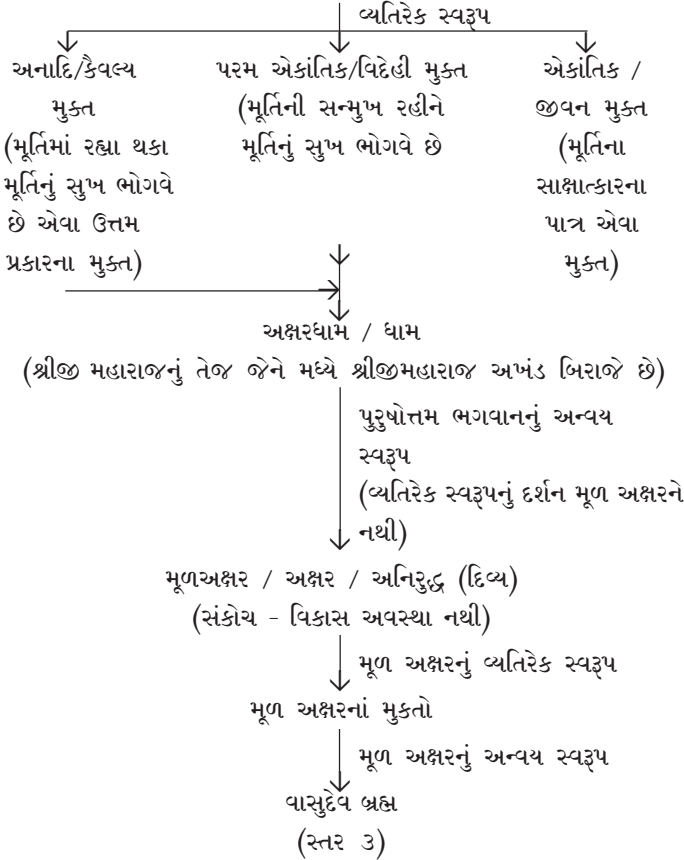 વ્યતિરેક સ્વરૂપ
અનાદિ/કૈવલ્ય
મુક્ત
(મૂર્તિમાં રહ્યા થકા
મૂર્તિનું સુખ ભોગવે
છે એવા ઉત્તમ
પ્રકારના મુક્ત)
પરમ એકાંતિક/વિદેહી મુક્ત
(મૂર્તિની સન્મુખ રહીને
મૂર્તિનું સુખ ભોગવે છે
એકાંતિક /
જીવન મુક્ત
(મૂર્તિના
સાક્ષાત્કારના
પાત્ર એવા
મુક્ત)
અક્ષરધામ / ધામ
(શ્રીજી મહારાજનું તેજ જેને મધ્યે શ્રીજીમહારાજ અખંડ બિરાજે છે)
પુરુષોત્તમ ભગવાનનું અન્વય
સ્વરૂપ
(વ્યતિરેક સ્વરૂપનું દર્શન મૂળ અક્ષરને
નથી)
મૂળઅક્ષર / અક્ષર / અનિરુદ્ધ (દિવ્ય)
(સંકોચ - વિકાસ અવસ્થા નથી)
મૂળ અક્ષરનું વ્યતિરેક સ્વરૂપ
મૂળ અક્ષરનાં મુકતો
મૂળ અક્ષરનું અન્વય સ્વરૂપ
વાસુદેવ બ્રહ્મ
(સ્તર ૩)